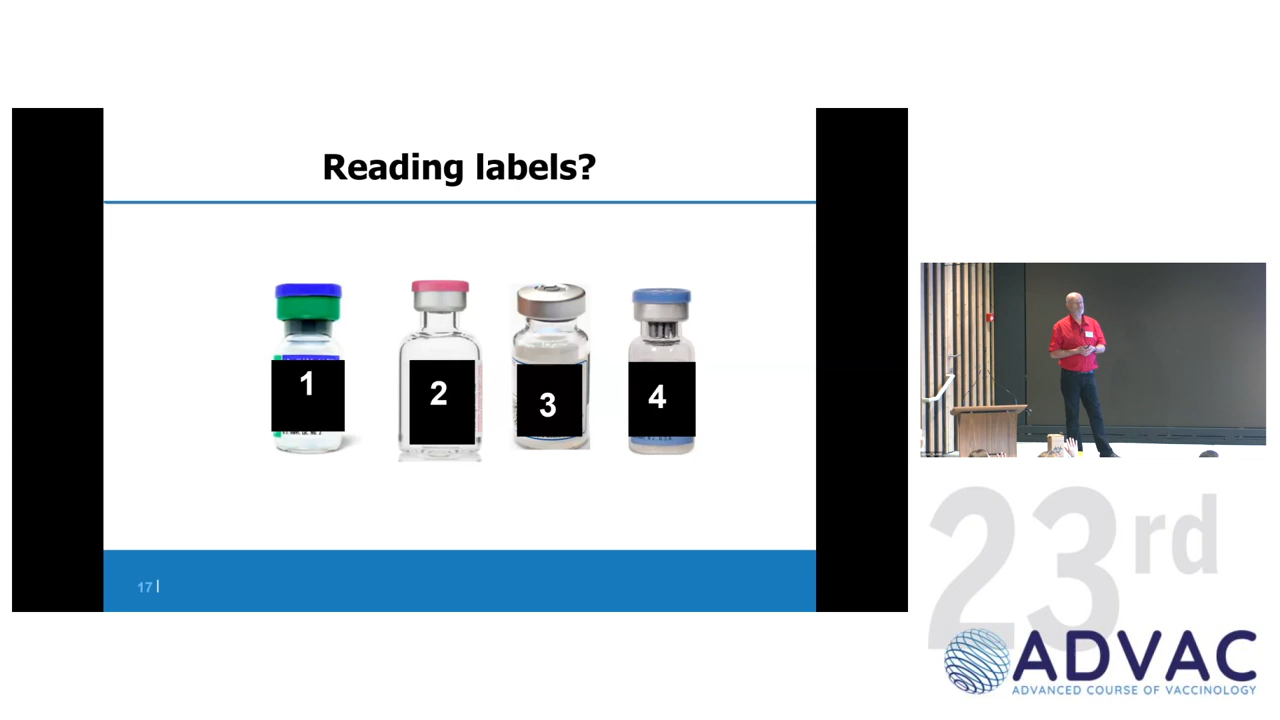 Reading labels?
1
2
3
4
17 |
23rd
ADVAC
ADVANCED COURSE OF VACCINOLOGY